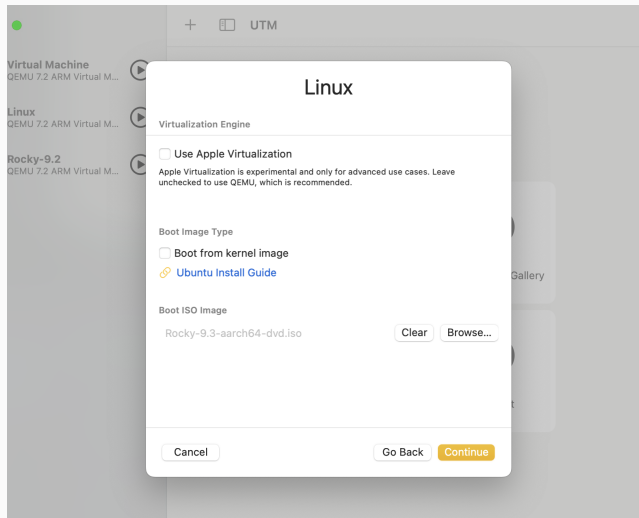 UTM
Virtual Machine
QEMU 7.2 ARM Virtual M...
Linux
QEMU 7.2 ARM Virtual M...
Rocky-9.2
QEMU 7.2 ARM Virtual M...
Linux
Virtualization Engine
Use Apple Virtualization
Apple Virtualization is experimental and only for advanced use cases. Leave
unchecked to use QEMU, which is recommended.
Boot Image Type
Boot from kernel image
Ubuntu Install Guide
Boot ISO Image
Rocky-9.3-aarch64-dvd.iso
Clear
Browse...
Cancel
Go Back
Continue
Gallery